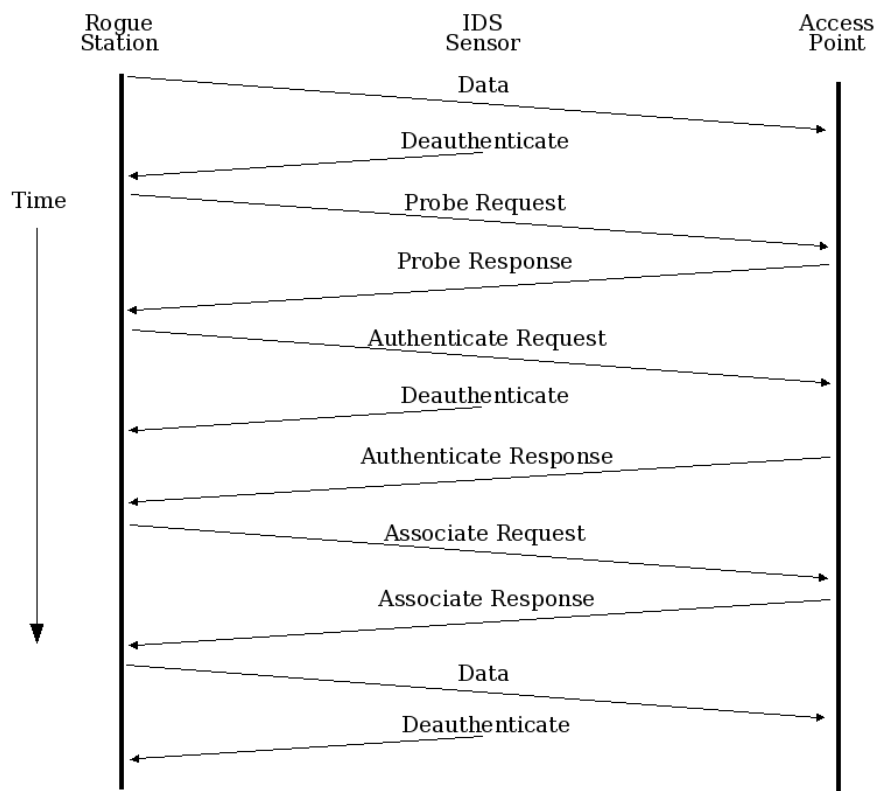 Rogue
Station
IDS
Sensor
Access
Point
Data
Deauthenticate
Time
Probe Request
Probe Response
Authenticate Request
Deauthenticate
Authenticate Response
Associate Request
Associate Response
Data
Deauthenticate